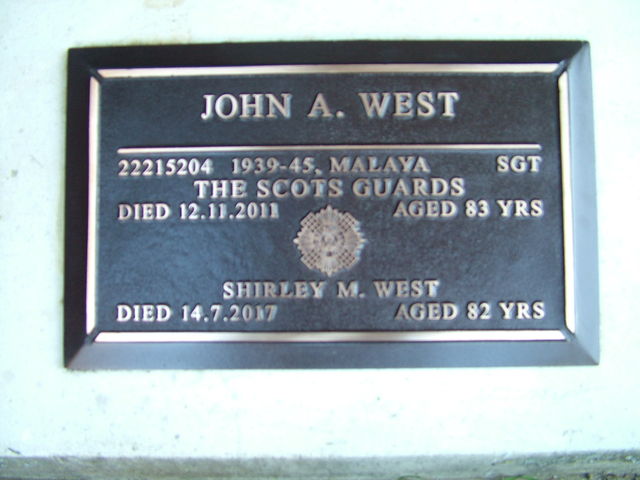 JOHN A. WEST
22215204 1939-45, MALAYA SGT
THE SCOTS GUARDS
DIED 12.11.2011 AGED 83 YRS
SHIRLEY M. WEST
DIED 14.7.2017 AGED 82 YRS